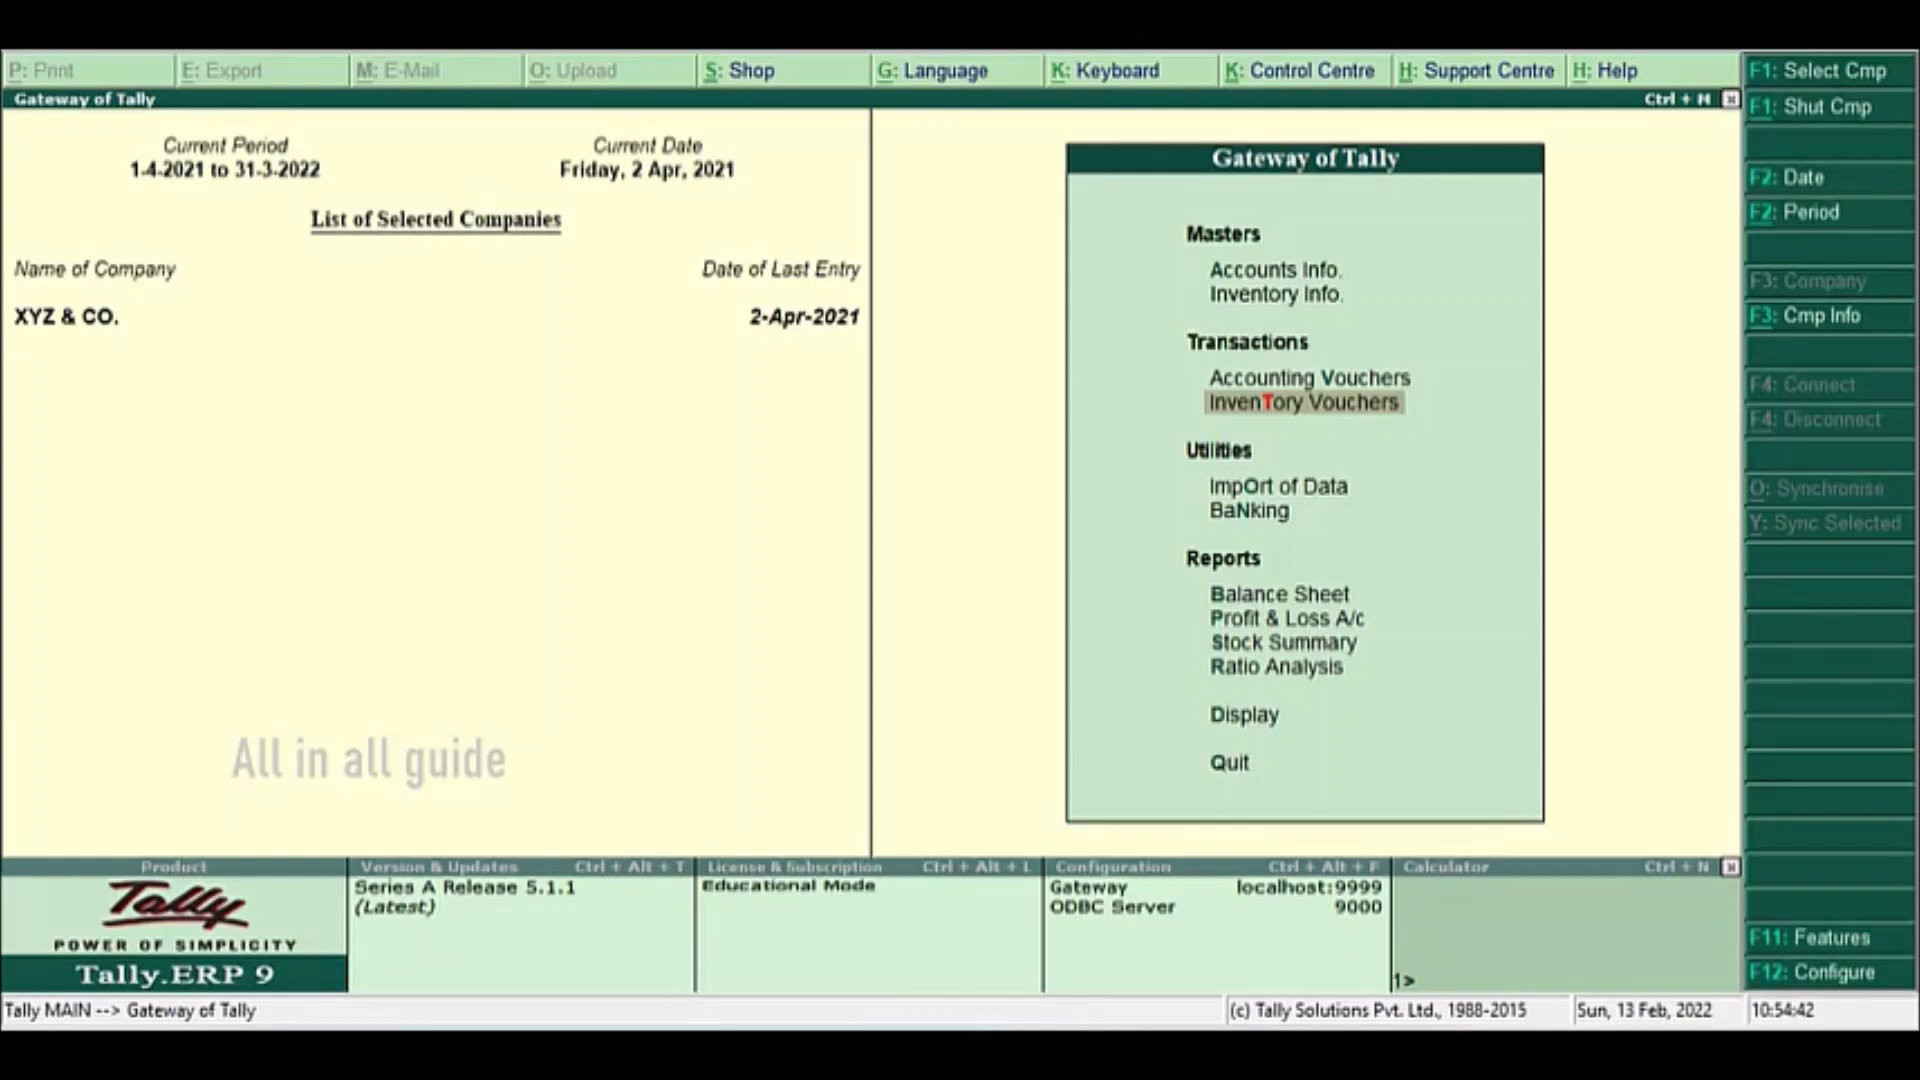 P: Print E: Export M: E-Mail O: Upload S: Shop G: Language K: Keyboard K: Control Centre H: Support Centre H: Help
Gateway of Tally Ctrl + M
Current Period Current Date
1-4-2021 to 31-3-2022 Friday, 2 Apr, 2021
List of Selected Companies
Name of Company Date of Last Entry
XYZ & CO. 2-Apr-2021
All in all guide
Gateway of Tally
Masters
Accounts Info.
Inventory Info.
Transactions
Accounting Vouchers
InvenTory Vouchers
Utilities
ImpOrt of Data
BaNking
Reports
Balance Sheet
Profit & Loss A/c
Stock Summary
Ratio Analysis
Display
Quit
F1: Select Cmp
F1: Shut Cmp
F2: Date
F2: Period
F3: Company
F3: Cmp Info
F4: Connect
F4: Disconnect
O: Synchronise
Y: Sync Selected
F11: Features
F12: Configure
Product
Tally
POWER OF SIMPLICITY
Tally.ERP 9
Version & Updates Ctrl + Alt + T
Series A Release 5.1.1
(Latest)
License & Subscription Ctrl + Alt + L
Educational Mode
Configuration Ctrl + Alt + F
Gateway localhost:9999
ODBC Server 9000
Calculator Ctrl + N
1>
Tally MAIN --> Gateway of Tally (c) Tally Solutions Pvt. Ltd., 1988-2015 Sun, 13 Feb, 2022 10:54:42